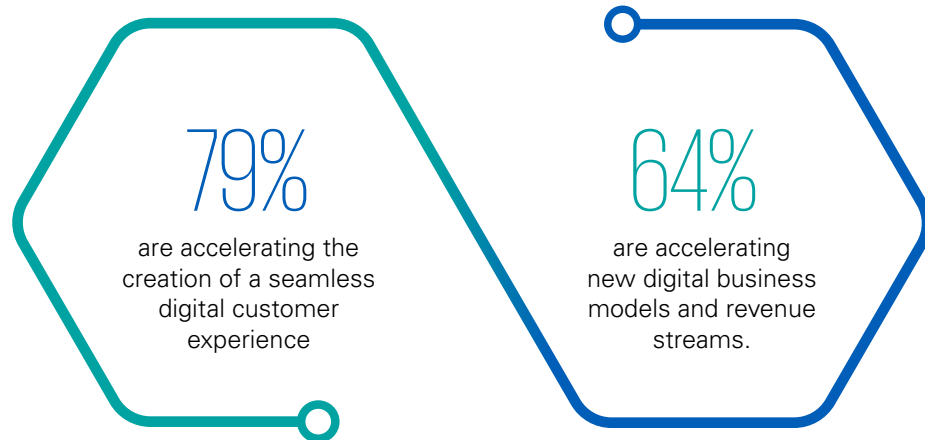 79%
are accelerating the
creation of a seamless
digital customer
experience
64%
are accelerating
new digital business
models and revenue
streams.